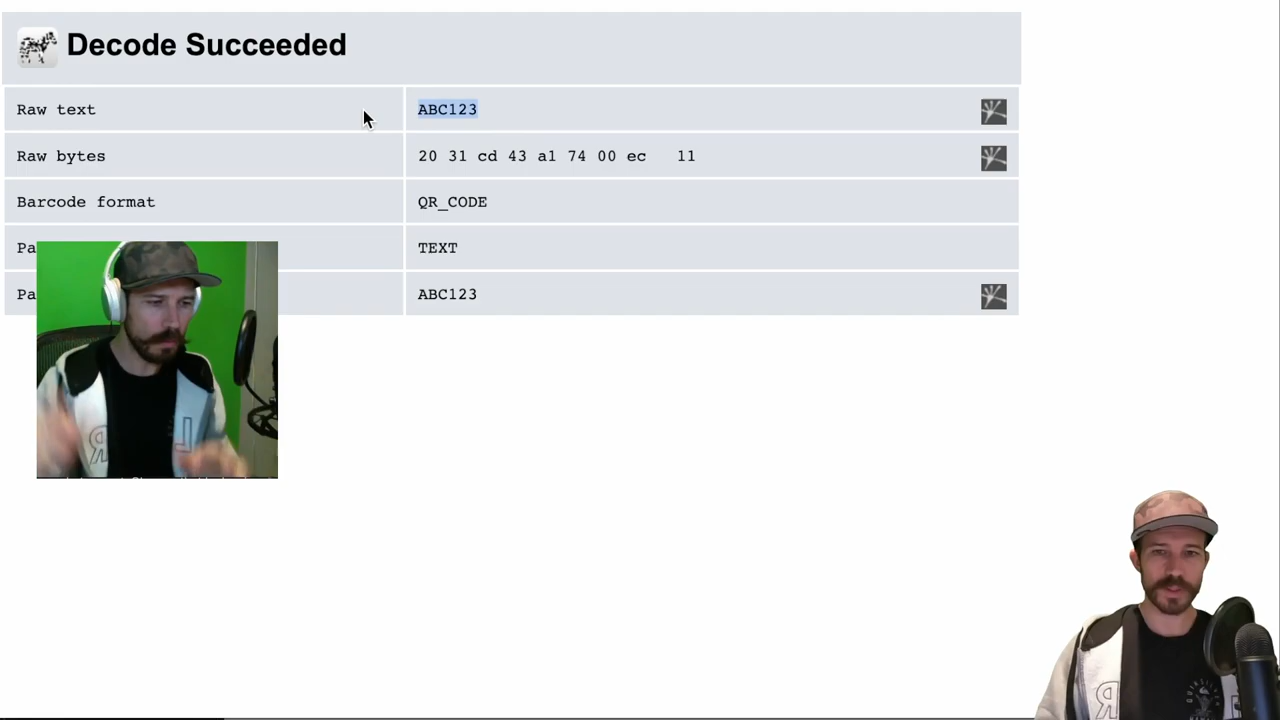 Decode Succeeded
Raw text ABC123
Raw bytes 20 31 cd 43 a1 74 00 ec 11
Barcode format QR_CODE
Pa TEXT
Pa ABC123